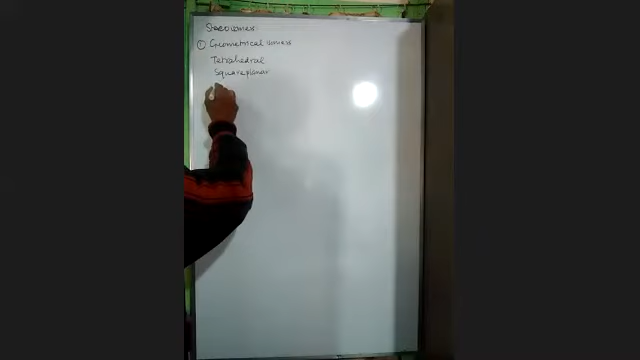 Stereoisomers
① Geometrical isomers
Tetrahedral
Square planar